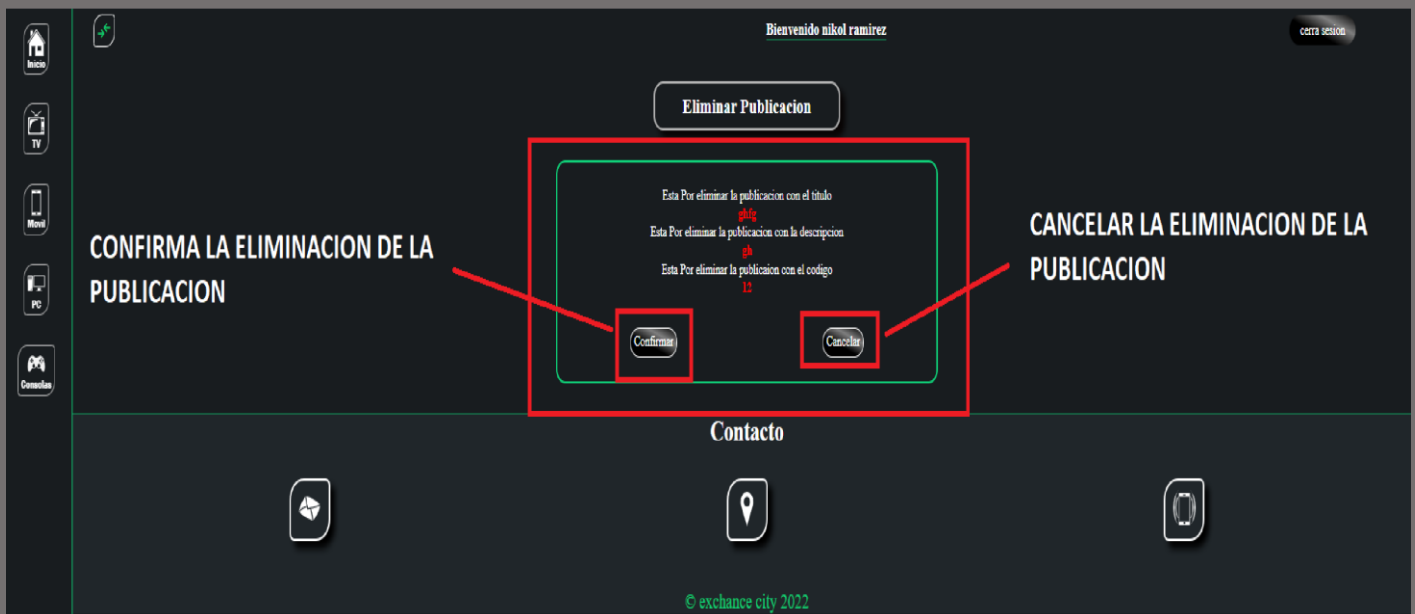 Inicio
TV
Movil
PC
Consolas
Bienvenido nikol ramirez
cerra sesion
Eliminar Publicacion
Esta Por eliminar la publicacion con el titulo
ghfg
Esta Por eliminar la publicacion con la descripcion
gh
Esta Por eliminar la publicaion con el codigo
12
Confirmar
Cancelar
CONFIRMA LA ELIMINACION DE LA
PUBLICACION
CANCELAR LA ELIMINACION DE LA
PUBLICACION
Contacto
© exchance city 2022